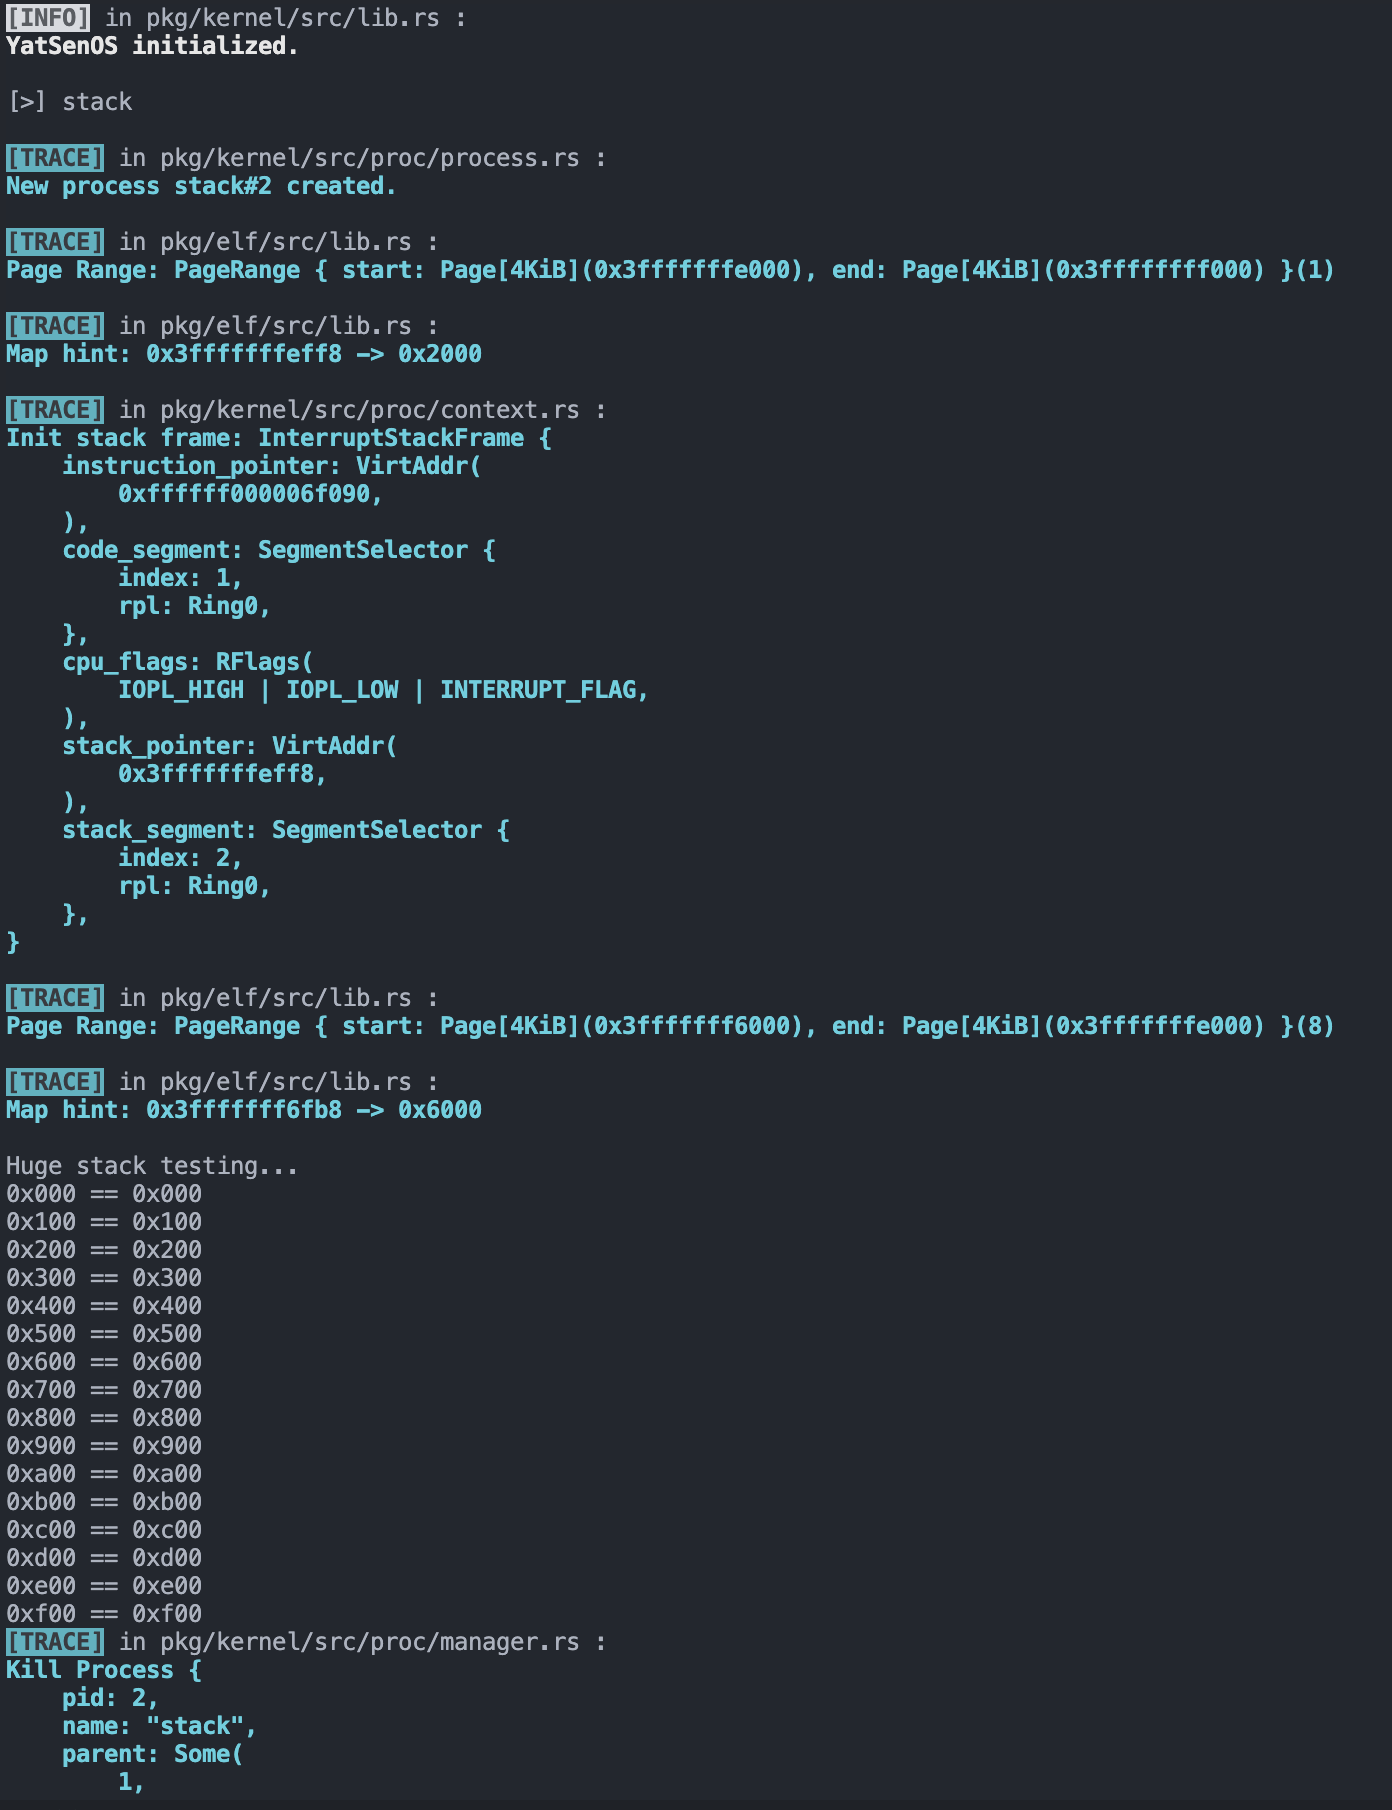 [INFO] in pkg/kernel/src/lib.rs :
YatSenOS initialized.
[>] stack
[TRACE] in pkg/kernel/src/proc/process.rs :
New process stack#2 created.
[TRACE] in pkg/elf/src/lib.rs :
Page Range: PageRange { start: Page[4KiB](0x3fffffffe000), end: Page[4KiB](0x3ffffffff000) }(1)
[TRACE] in pkg/elf/src/lib.rs :
Map hint: 0x3fffffffeff8 -> 0x2000
[TRACE] in pkg/kernel/src/proc/context.rs :
Init stack frame: InterruptStackFrame {
    instruction_pointer: VirtAddr(
        0xffffff000006f090,
    ),
    code_segment: SegmentSelector {
        index: 1,
        rpl: Ring0,
    },
    cpu_flags: RFlags(
        IOPL_HIGH | IOPL_LOW | INTERRUPT_FLAG,
    ),
    stack_pointer: VirtAddr(
        0x3fffffffeff8,
    ),
    stack_segment: SegmentSelector {
        index: 2,
        rpl: Ring0,
    },
}
[TRACE] in pkg/elf/src/lib.rs :
Page Range: PageRange { start: Page[4KiB](0x3fffffff6000), end: Page[4KiB](0x3fffffffe000) }(8)
[TRACE] in pkg/elf/src/lib.rs :
Map hint: 0x3fffffff6fb8 -> 0x6000
Huge stack testing...
0x000 == 0x000
0x100 == 0x100
0x200 == 0x200
0x300 == 0x300
0x400 == 0x400
0x500 == 0x500
0x600 == 0x600
0x700 == 0x700
0x800 == 0x800
0x900 == 0x900
0xa00 == 0xa00
0xb00 == 0xb00
0xc00 == 0xc00
0xd00 == 0xd00
0xe00 == 0xe00
0xf00 == 0xf00
[TRACE] in pkg/kernel/src/proc/manager.rs :
Kill Process {
    pid: 2,
    name: "stack",
    parent: Some(
        1,